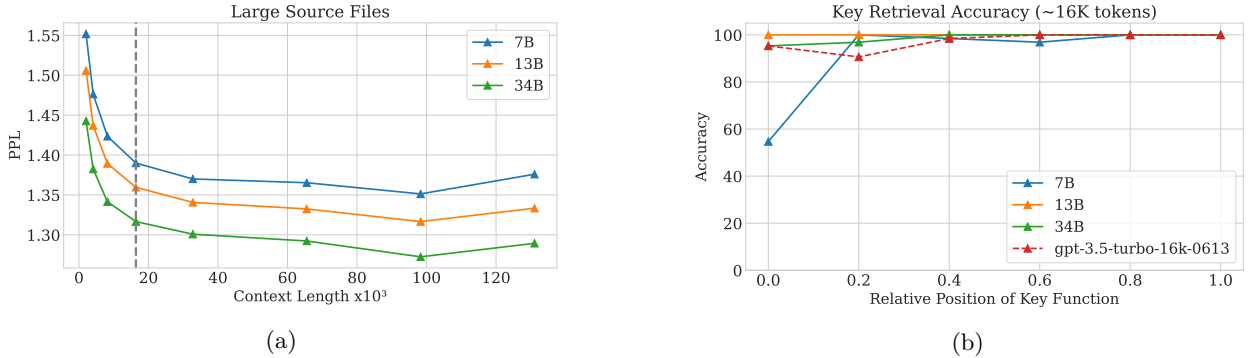 Large Source Files
1.55
1.50
1.45
1.40
1.35
1.30
PPL
0 20 40 60 80 100 120
Context Length x10³
7B
13B
34B
(a)
Key Retrieval Accuracy (~16K tokens)
100
80
60
40
20
0
Accuracy
0.0 0.2 0.4 0.6 0.8 1.0
Relative Position of Key Function
7B
13B
34B
gpt-3.5-turbo-16k-0613
(b)